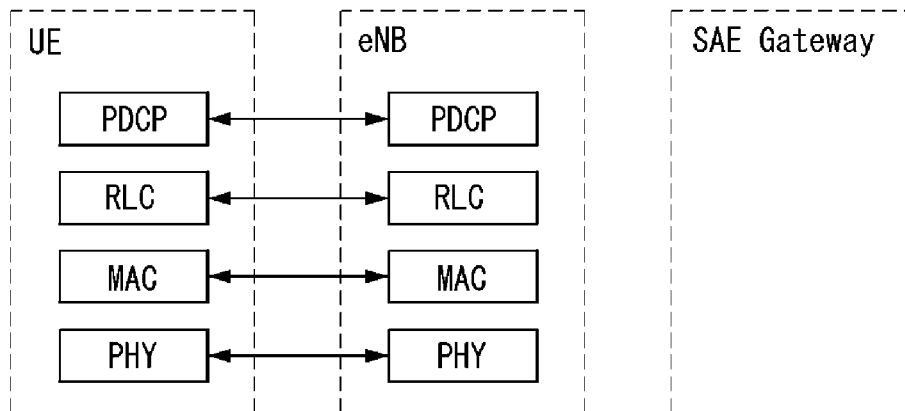 UE eNB SAE Gateway
PDCP PDCP
RLC RLC
MAC MAC
PHY PHY